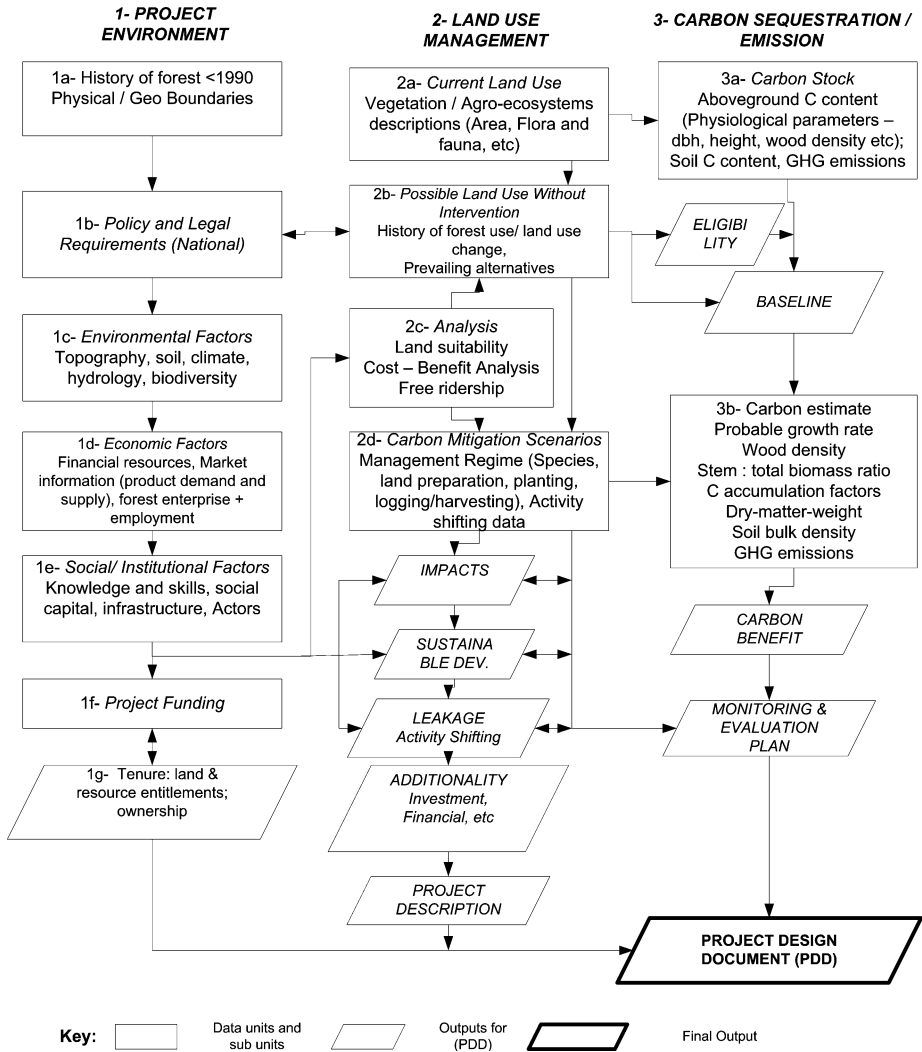 1- PROJECT
ENVIRONMENT
1a- History of forest <1990
Physical / Geo Boundaries
1b- Policy and Legal
Requirements (National)
1c- Environmental Factors
Topography, soil, climate,
hydrology, biodiversity
1d- Economic Factors
Financial resources, Market
information (product demand and
supply), forest enterprise +
employment
1e- Social/ Institutional Factors
Knowledge and skills, social
capital, infrastructure, Actors
1f- Project Funding
1g- Tenure: land &
resource entitlements;
ownership
2- LAND USE
MANAGEMENT
2a- Current Land Use
Vegetation / Agro-ecosystems
descriptions (Area, Flora and
fauna, etc)
2b- Possible Land Use Without
Intervention
History of forest use/ land use
change,
Prevailing alternatives
2c- Analysis
Land suitability
Cost – Benefit Analysis
Free ridership
2d- Carbon Mitigation Scenarios
Management Regime (Species,
land preparation, planting,
logging/harvesting), Activity
shifting data
IMPACTS
SUSTAINA
BLE DEV.
LEAKAGE
Activity Shifting
ADDITIONALITY
Investment,
Financial, etc
PROJECT
DESCRIPTION
3- CARBON SEQUESTRATION /
EMISSION
3a- Carbon Stock
Aboveground C content
(Physiological parameters –
dbh, height, wood density etc);
Soil C content, GHG emissions
ELIGIBI
LITY
BASELINE
3b- Carbon estimate
Probable growth rate
Wood density
Stem : total biomass ratio
C accumulation factors
Dry-matter-weight
Soil bulk density
GHG emissions
CARBON
BENEFIT
MONITORING &
EVALUATION
PLAN
PROJECT DESIGN
DOCUMENT (PDD)
Key:
Data units and
sub units
Outputs for
(PDD)
Final Output